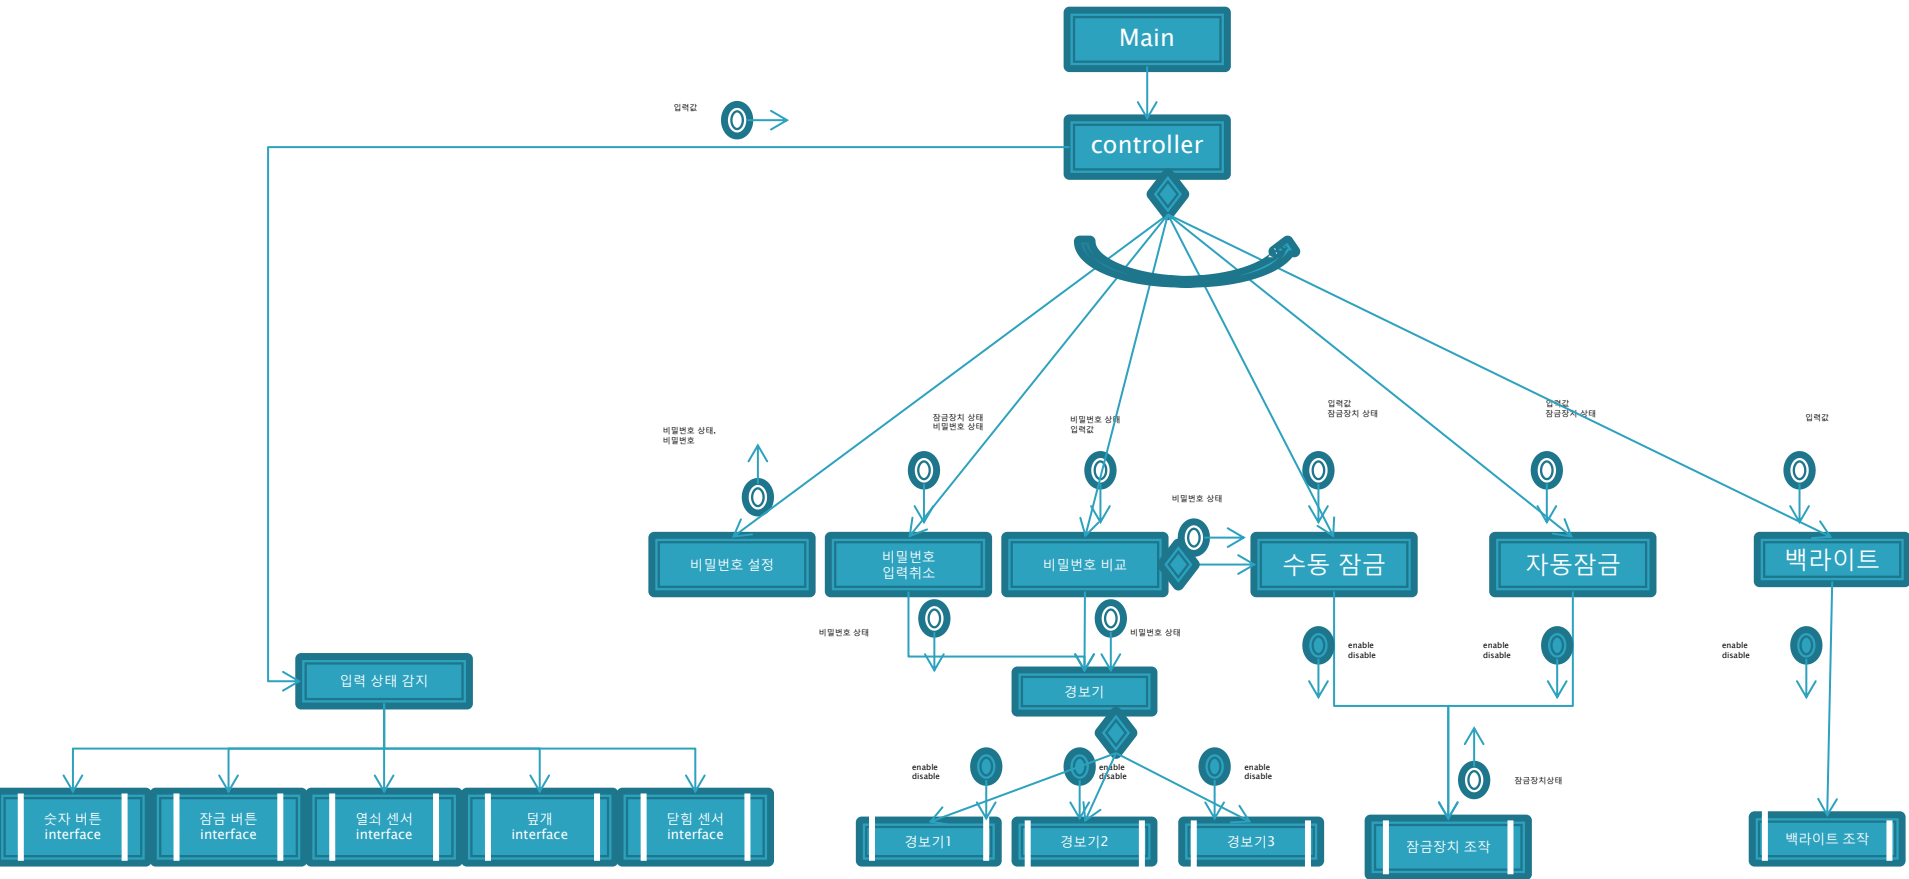 Main
입력값
controller
입력값
잠금장치 상태
입력값
잠금장치 상태
잠금장치 상태
비밀번호 상태
비밀번호 상태
입력값
입력값
비밀번호 상태,
비밀번호
비밀번호 상태
비밀번호 설정
비밀번호
입력취소
비밀번호 비교
수동 잠금
자동잠금
백라이트
비밀번호 상태
비밀번호 상태
enable
disable
enable
disable
enable
disable
입력 상태 감지
경보기
enable
disable
enable
disable
enable
disable
잠금장치상태
숫자 버튼
interface
잠금 버튼
interface
열쇠 센서
interface
덮개
interface
닫힘 센서
interface
경보기1
경보기2
경보기3
잠금장치 조작
백라이트 조작